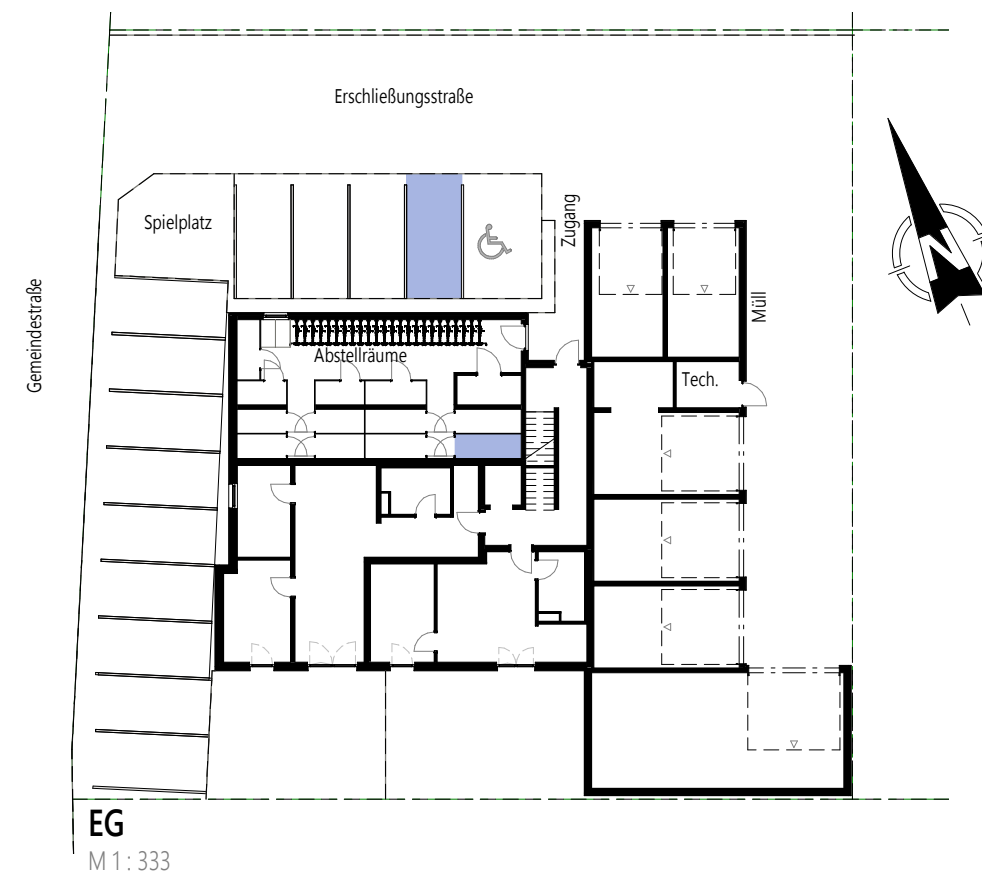 Erschließungsstraße
Spielplatz
Zugang
Gemeindestraße
Müll
Abstellräume
Tech.
N
EG
M 1 : 333